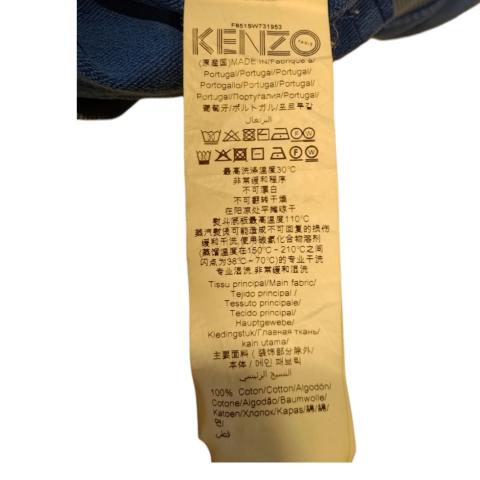 F851SW731953
KENZO
PARIS
(原産国)MADE IN/Fabriqué à/
Portugal/Portugal/Portugal/
Portogallo/Portugal/Portugal/
Portugal/Португалия/Portugal/
葡萄牙/ポルトガル/포르투갈/
البرتغال
最高洗涤温度30°C
非常缓和程序
不可漂白
不可翻转干燥
在阴凉处平摊晾干
熨斗底板最高温度110°C
蒸汽熨烫可能造成不可回复的损伤
缓和干洗,使用碳氢化合物溶剂
(蒸馏温度在150°C - 210°C之间
闪点为38°C~70°C)的专业干洗
专业湿洗,非常缓和湿洗
Tissu principal/Main fabric/
Tejido principal /
Tessuto principale/
Tecido principal /
Hauptgewebe/
Kledingstuk/Главная ткань/
kain utama/
主要面料 ( 装饰部分除外/
本体 / 메인 패브릭
النسيج الرئيسي
100% Coton/Cotton/Algodón/
Cotone/Algodão/Baumwolle/
Katoen/Хлопок/Kapas/綿/綿/
면/
قطن